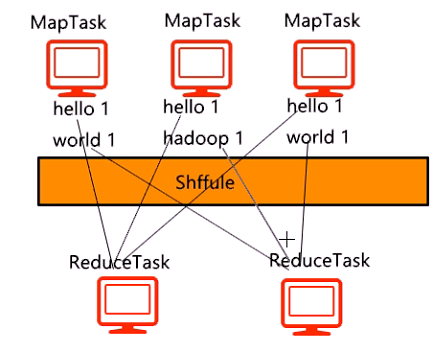 MapTask MapTask MapTask
hello 1 hello 1 hello 1
world 1 hadoop 1 world 1
Shffule
ReduceTask ReduceTask